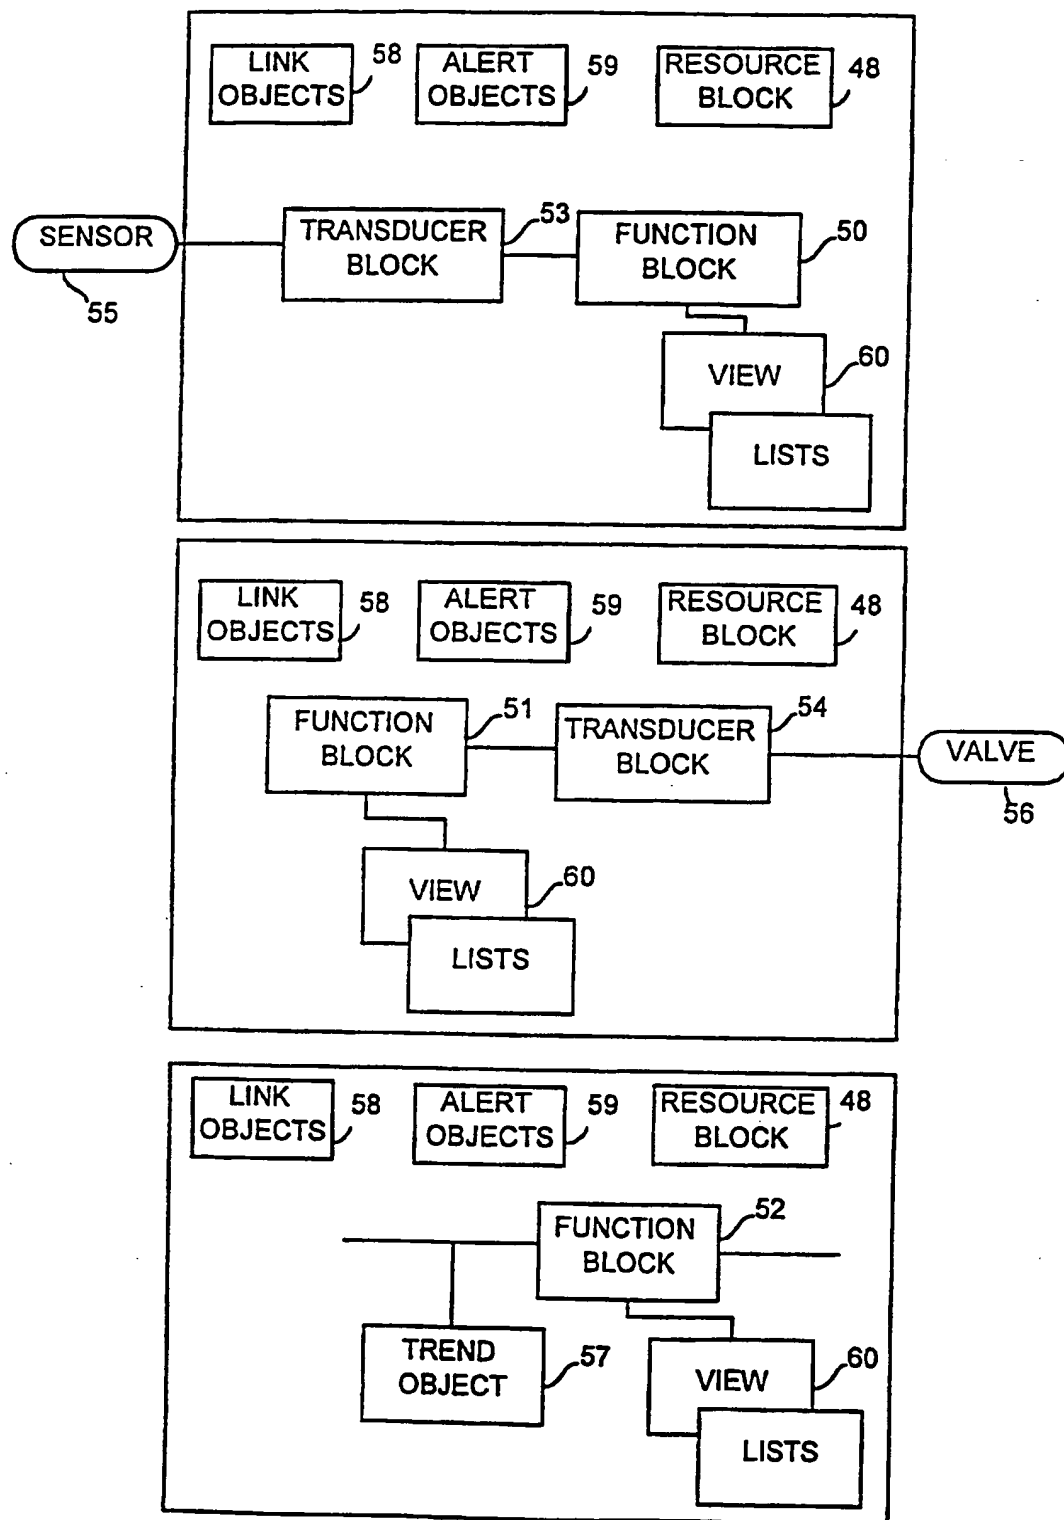 LINK
OBJECTS
58
ALERT
OBJECTS
59
RESOURCE
BLOCK
48
SENSOR
55
TRANSDUCER
BLOCK
53
FUNCTION
BLOCK
50
VIEW
60
LISTS
LINK
OBJECTS
58
ALERT
OBJECTS
59
RESOURCE
BLOCK
48
FUNCTION
BLOCK
51
TRANSDUCER
BLOCK
54
VALVE
56
VIEW
60
LISTS
LINK
OBJECTS
58
ALERT
OBJECTS
59
RESOURCE
BLOCK
48
FUNCTION
BLOCK
52
TREND
OBJECT
57
VIEW
60
LISTS